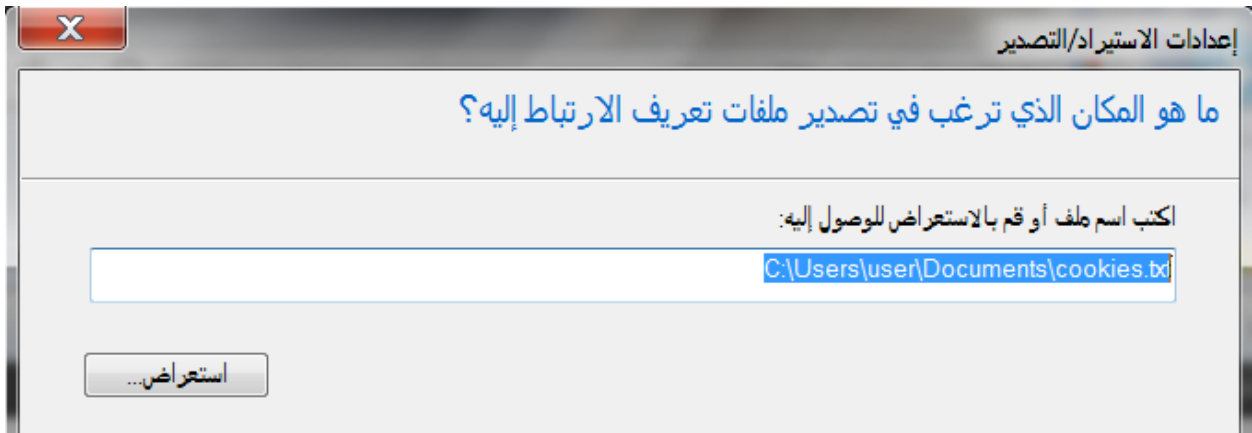 إعدادات الاستيراد/التصدير
ما هو المكان الذي ترغب في تصدير ملفات تعريف الارتباط إليه؟
اكتب اسم ملف أو قم بالاستعراض للوصول إليه:
C:\Users\user\Documents\cookies.txt
استعراض...